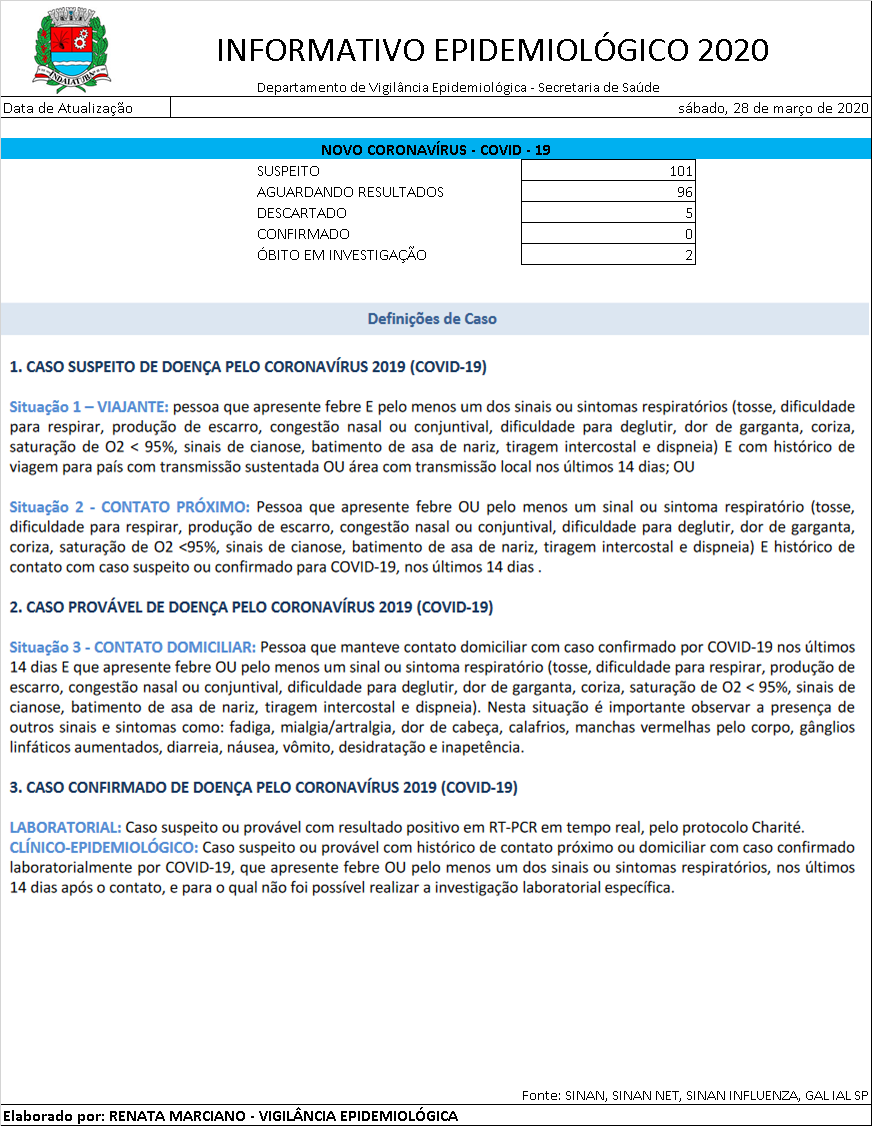 INDAIATUBA
INFORMATIVO EPIDEMIOLÓGICO 2020
Departamento de Vigilância Epidemiológica - Secretaria de Saúde
Data de Atualização sábado, 28 de março de 2020
NOVO CORONAVÍRUS - COVID - 19
SUSPEITO 101
AGUARDANDO RESULTADOS 96
DESCARTADO 5
CONFIRMADO 0
ÓBITO EM INVESTIGAÇÃO 2
Definições de Caso
1. CASO SUSPEITO DE DOENÇA PELO CORONAVÍRUS 2019 (COVID-19)
Situação 1 – VIAJANTE: pessoa que apresente febre E pelo menos um dos sinais ou sintomas respiratórios (tosse, dificuldade
para respirar, produção de escarro, congestão nasal ou conjuntival, dificuldade para deglutir, dor de garganta, coriza,
saturação de O2 < 95%, sinais de cianose, batimento de asa de nariz, tiragem intercostal e dispneia) E com histórico de
viagem para país com transmissão sustentada OU área com transmissão local nos últimos 14 dias; OU
Situação 2 - CONTATO PRÓXIMO: Pessoa que apresente febre OU pelo menos um sinal ou sintoma respiratório (tosse,
dificuldade para respirar, produção de escarro, congestão nasal ou conjuntival, dificuldade para deglutir, dor de garganta,
coriza, saturação de O2 <95%, sinais de cianose, batimento de asa de nariz, tiragem intercostal e dispneia) E histórico de
contato com caso suspeito ou confirmado para COVID-19, nos últimos 14 dias .
2. CASO PROVÁVEL DE DOENÇA PELO CORONAVÍRUS 2019 (COVID-19)
Situação 3 - CONTATO DOMICILIAR: Pessoa que manteve contato domiciliar com caso confirmado por COVID-19 nos últimos
14 dias E que apresente febre OU pelo menos um sinal ou sintoma respiratório (tosse, dificuldade para respirar, produção de
escarro, congestão nasal ou conjuntival, dificuldade para deglutir, dor de garganta, coriza, saturação de O2 < 95%, sinais de
cianose, batimento de asa de nariz, tiragem intercostal e dispneia). Nesta situação é importante observar a presença de
outros sinais e sintomas como: fadiga, mialgia/artralgia, dor de cabeça, calafrios, manchas vermelhas pelo corpo, gânglios
linfáticos aumentados, diarreia, náusea, vômito, desidratação e inapetência.
3. CASO CONFIRMADO DE DOENÇA PELO CORONAVÍRUS 2019 (COVID-19)
LABORATORIAL: Caso suspeito ou provável com resultado positivo em RT-PCR em tempo real, pelo protocolo Charité.
CLÍNICO-EPIDEMIOLÓGICO: Caso suspeito ou provável com histórico de contato próximo ou domiciliar com caso confirmado
laboratorialmente por COVID-19, que apresente febre OU pelo menos um dos sinais ou sintomas respiratórios, nos últimos
14 dias após o contato, e para o qual não foi possível realizar a investigação laboratorial específica.
Fonte: SINAN, SINAN NET, SINAN INFLUENZA, GAL IAL SP
Elaborado por: RENATA MARCIANO - VIGILÂNCIA EPIDEMIOLÓGICA